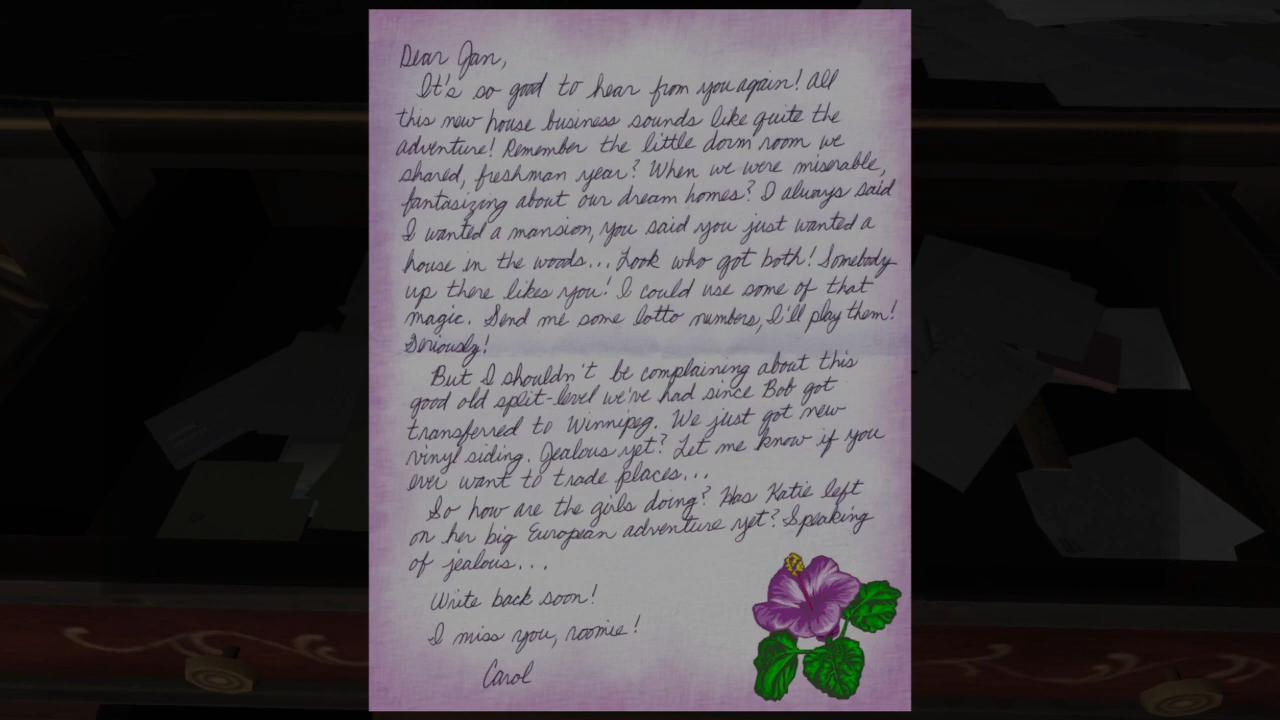 Dear Jan,
It's so good to hear from you again! All
this new house business sounds like quite the
adventure! Remember the little dorm room we
shared, freshman year? When we were miserable,
fantasizing about our dream homes? I always said
I wanted a mansion, you said you just wanted a
house in the woods... Look who got both! Somebody
up there likes you! I could use some of that
magic. Send me some lotto numbers, I'll play them!
Seriously!
But I shouldn't be complaining about this
good old split-level we've had since Bob got
transferred to Winnipeg. We just got new
vinyl siding. Jealous yet? Let me know if you
ever want to trade places...
So how are the girls doing? Has Katie left
on her big European adventure yet? Speaking
of jealous...
Write back soon!
I miss you, roomie!
Carol